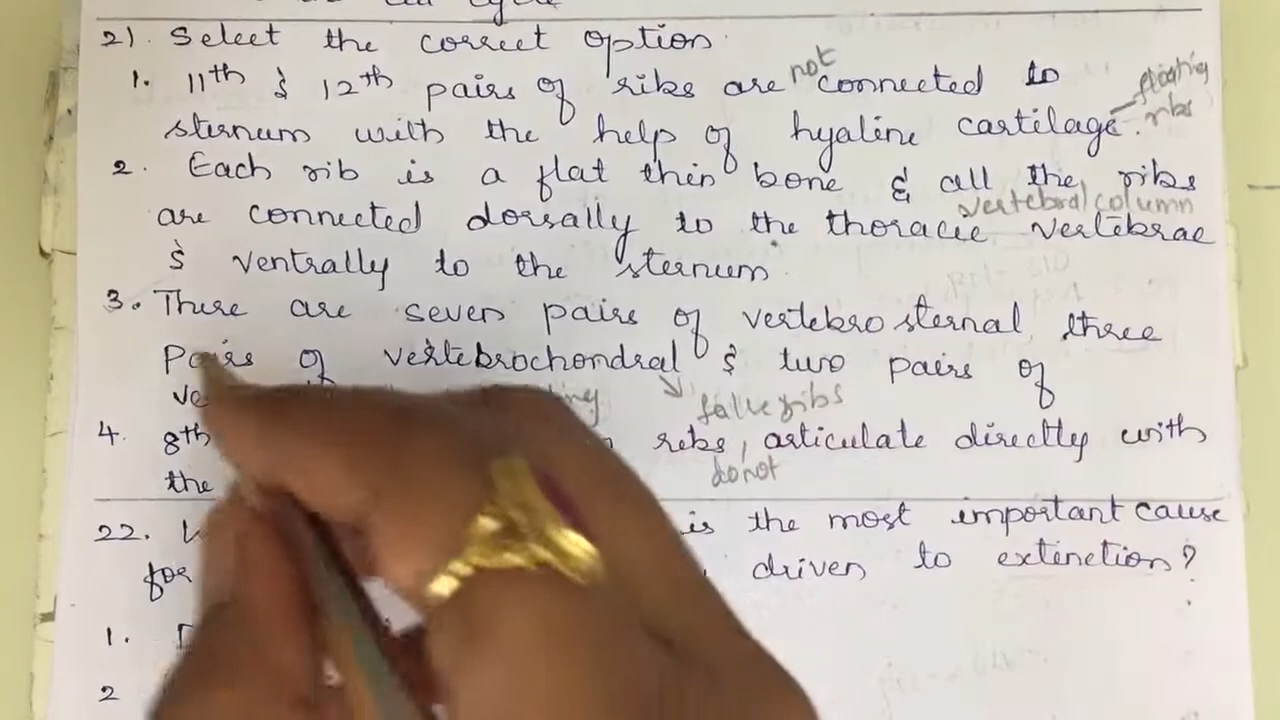 cell cycle
21. Select the correct option.
1. 11th & 12th pairs of ribs are not connected to floating
sternum with the help of hyaline cartilage. ribs
2. Each rib is a flat thin bone & all the ribs
vertebral column
are connected dorsally to the thoracic vertebrae
& ventrally to the sternum.
3. There are seven pairs of vertebrosternal, three
pairs of vertebrochondral & two pairs of
ve
false ribs
4. 8th ribs, articulate directly with
do not
the
22. is the most important cause
for driven to extinction?
1.
2